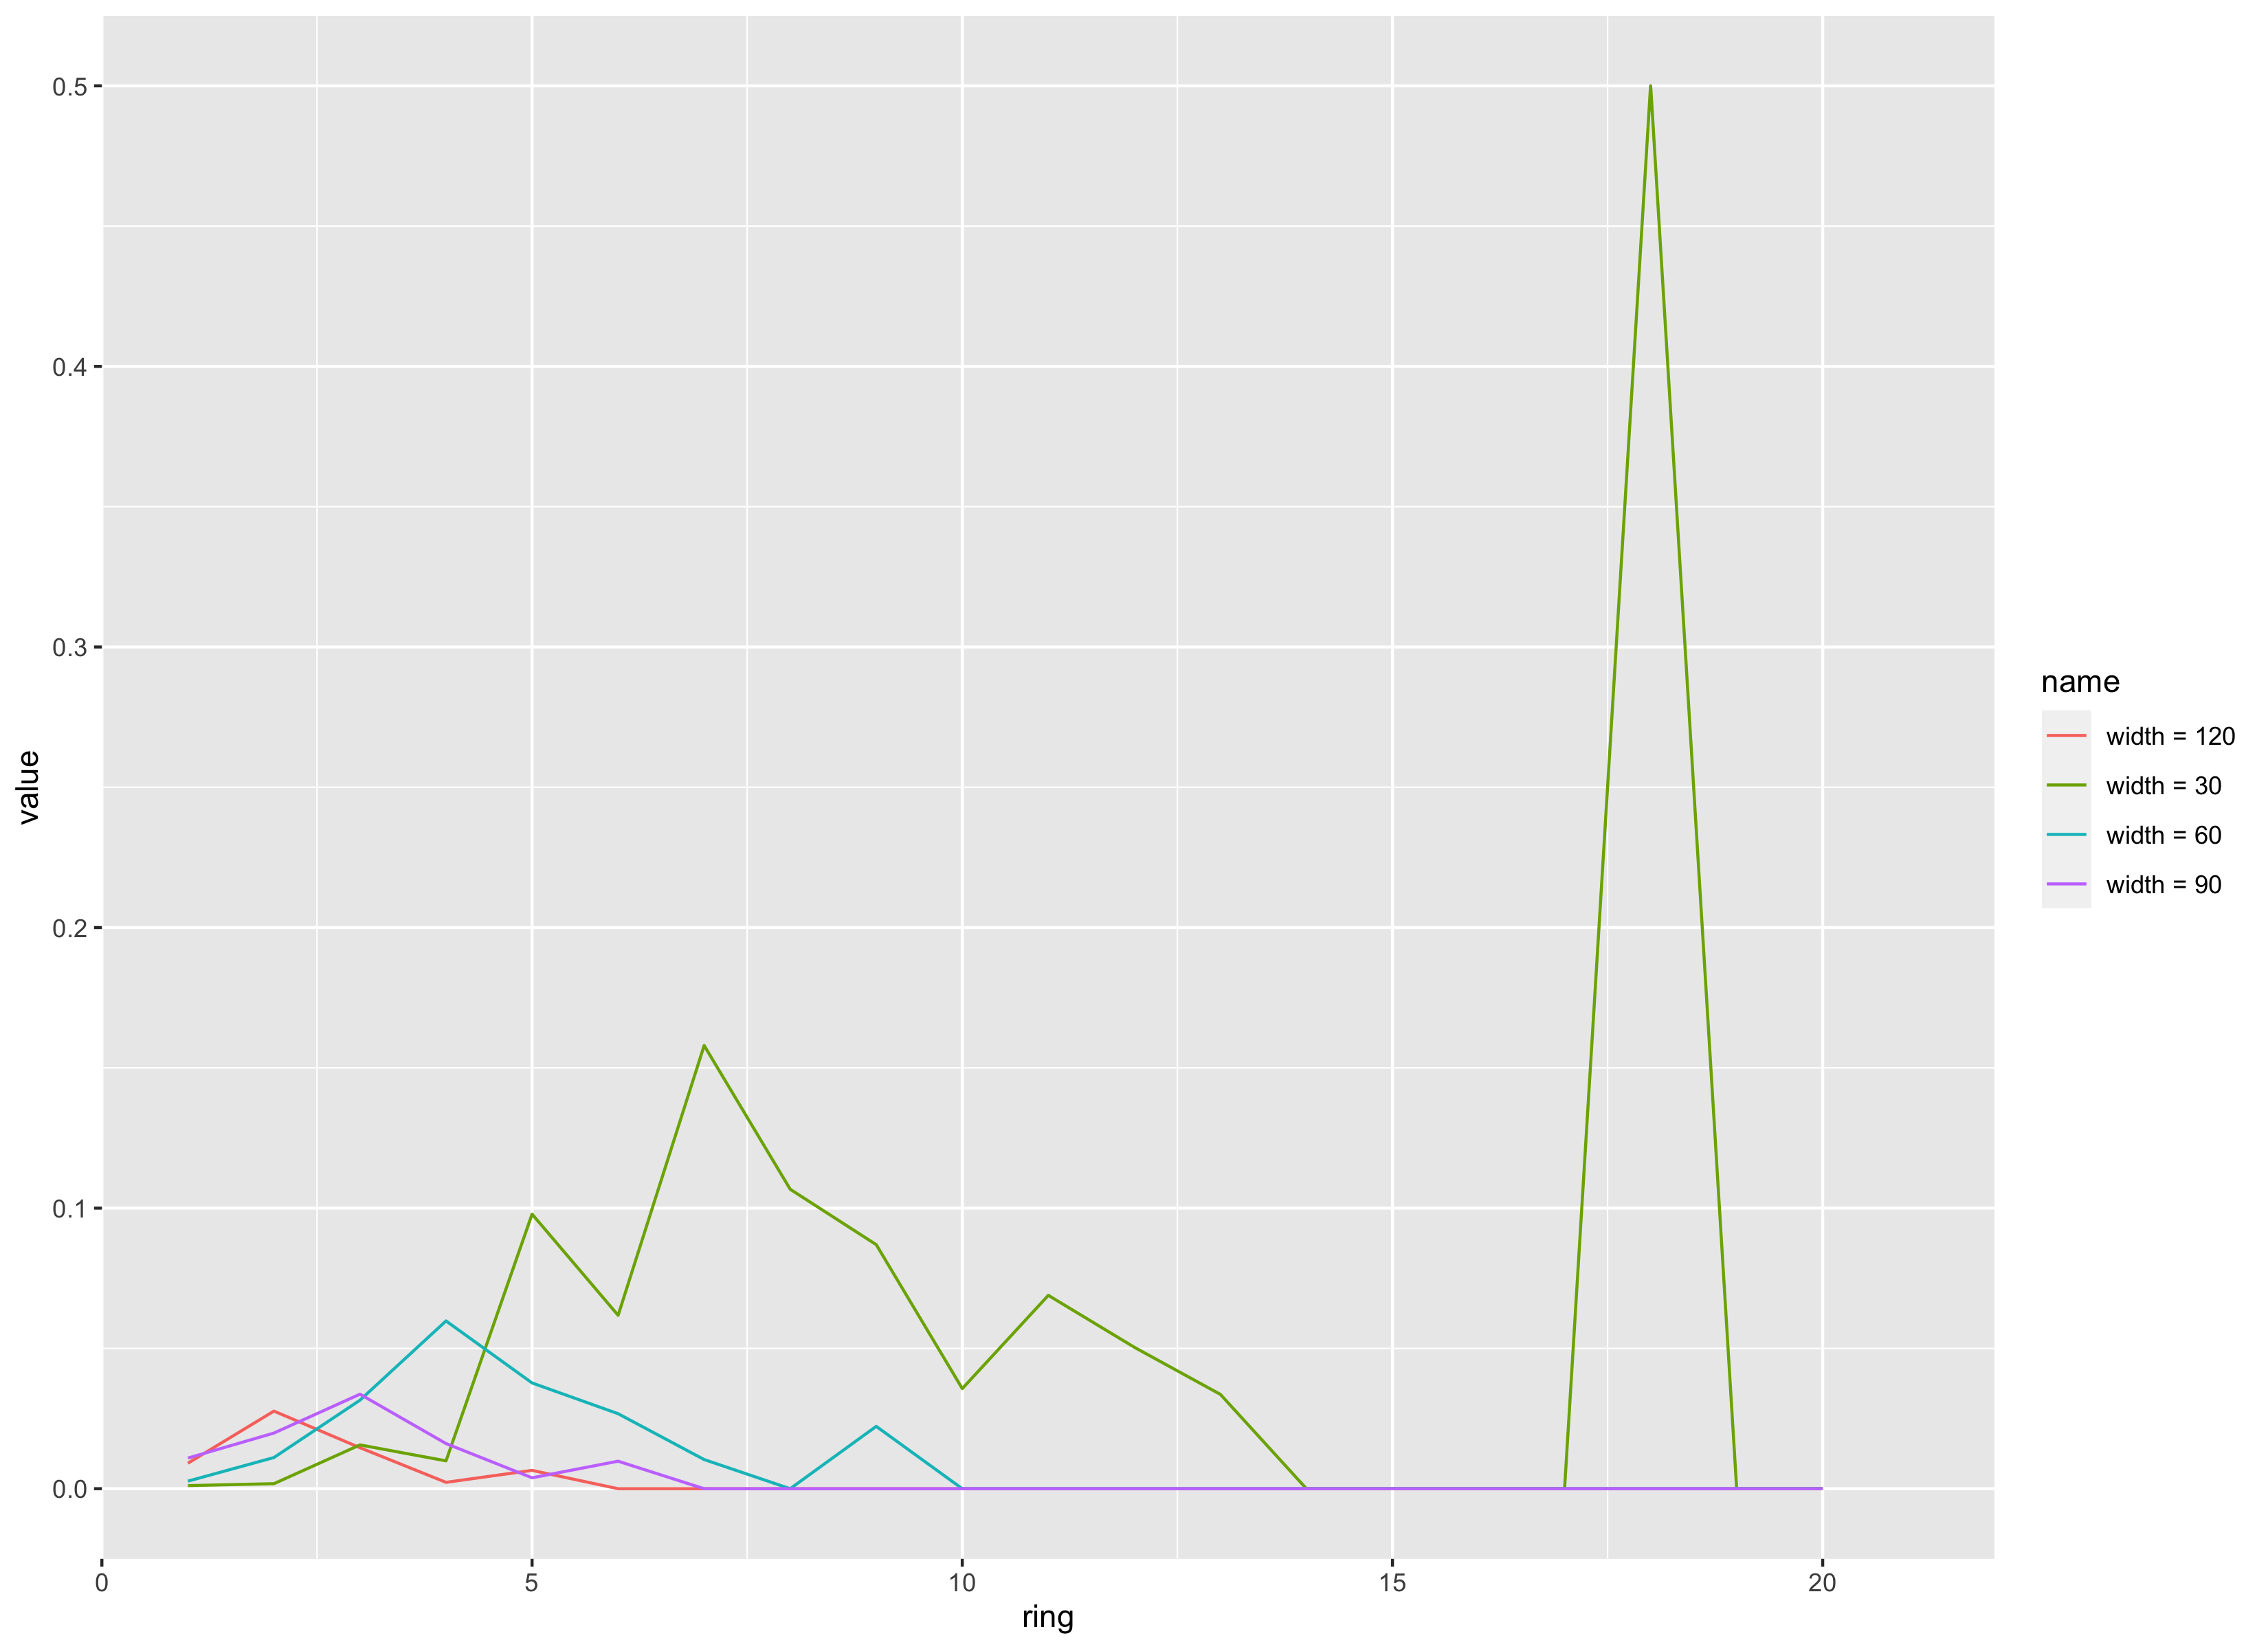 0.5
0.4
0.3
0.2
0.1
0.0
0 5 10 15 20
ring
value
name
width = 120
width = 30
width = 60
width = 90